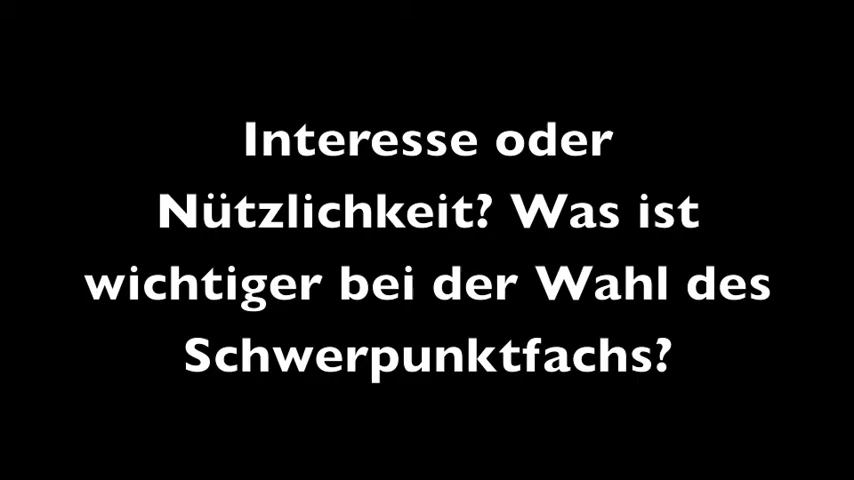 Interesse oder
Nützlichkeit? Was ist
wichtiger bei der Wahl des
Schwerpunktfachs?